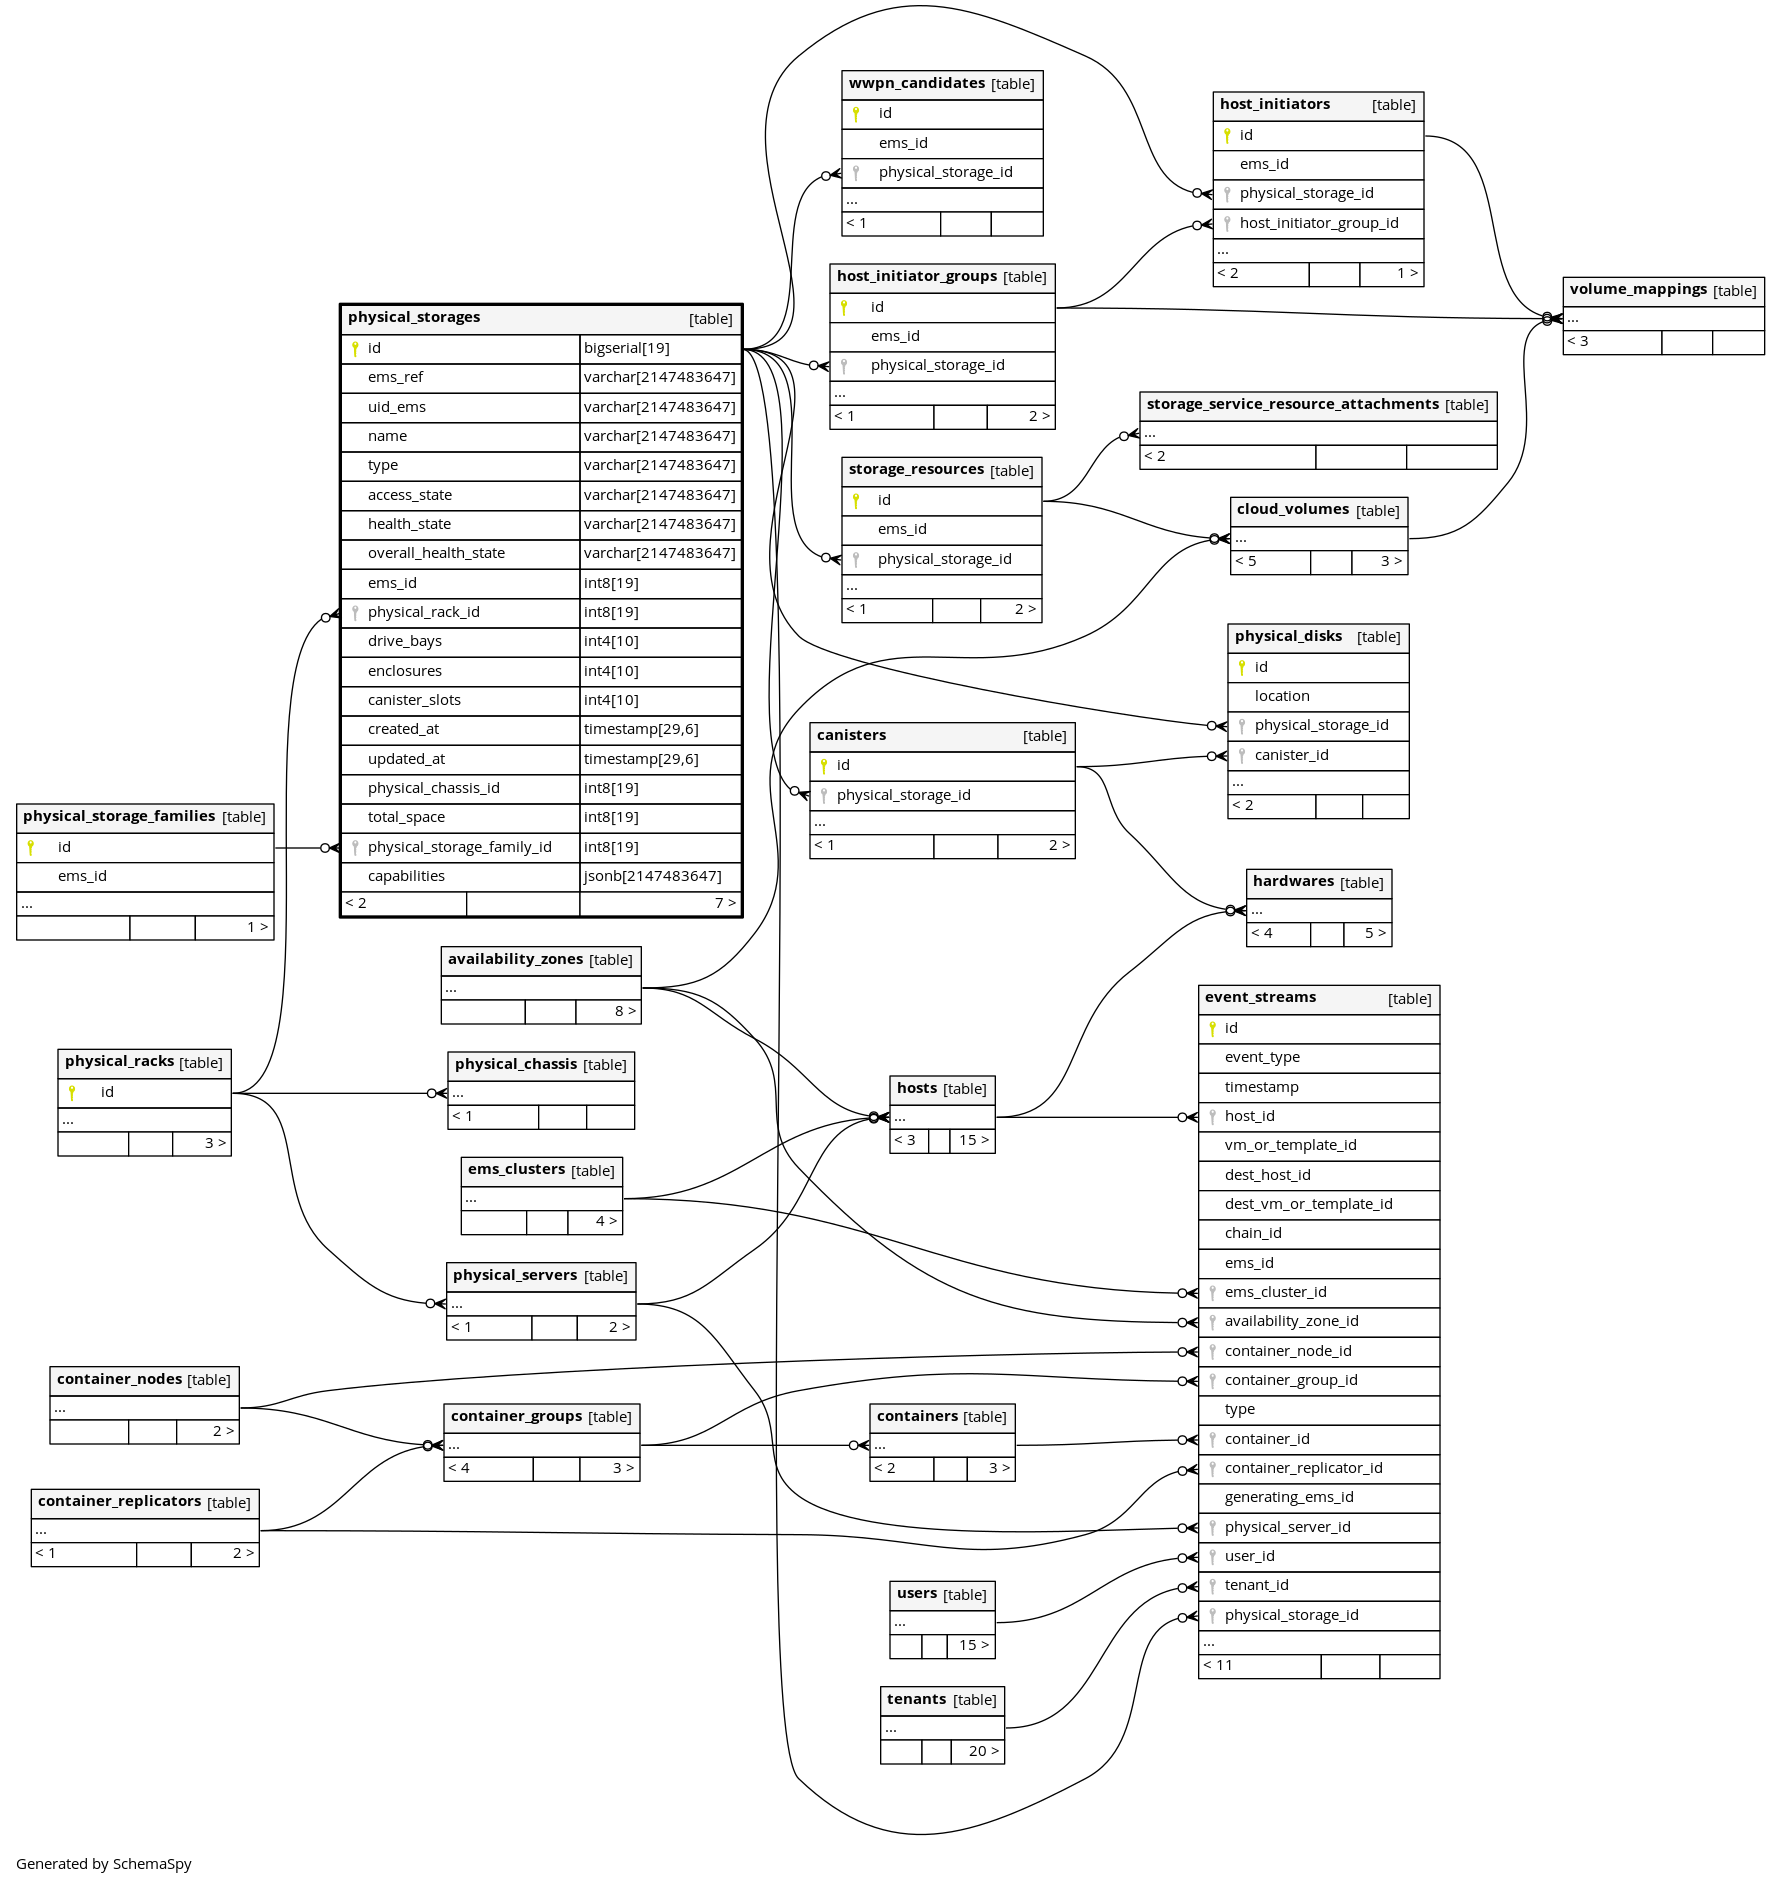 wwpn_candidates [table]
id
ems_id
physical_storage_id
...
< 1
host_initiators [table]
id
ems_id
physical_storage_id
host_initiator_group_id
...
< 2 1 >
host_initiator_groups [table]
id
ems_id
physical_storage_id
...
< 1 2 >
volume_mappings [table]
...
< 3
physical_storages [table]
id bigserial[19]
ems_ref varchar[2147483647]
uid_ems varchar[2147483647]
name varchar[2147483647]
type varchar[2147483647]
access_state varchar[2147483647]
health_state varchar[2147483647]
overall_health_state varchar[2147483647]
ems_id int8[19]
physical_rack_id int8[19]
drive_bays int4[10]
enclosures int4[10]
canister_slots int4[10]
created_at timestamp[29,6]
updated_at timestamp[29,6]
physical_chassis_id int8[19]
total_space int8[19]
physical_storage_family_id int8[19]
capabilities jsonb[2147483647]
< 2 7 >
storage_service_resource_attachments [table]
...
< 2
storage_resources [table]
id
ems_id
physical_storage_id
...
< 1 2 >
cloud_volumes [table]
...
< 5 3 >
physical_disks [table]
id
location
physical_storage_id
canister_id
...
< 2
canisters [table]
id
physical_storage_id
...
< 1 2 >
physical_storage_families [table]
id
ems_id
...
1 >
hardwares [table]
...
< 4 5 >
availability_zones [table]
...
8 >
physical_racks [table]
id
...
3 >
physical_chassis [table]
...
< 1
hosts [table]
...
< 3 15 >
event_streams [table]
id
event_type
timestamp
host_id
vm_or_template_id
dest_host_id
dest_vm_or_template_id
chain_id
ems_id
ems_cluster_id
availability_zone_id
container_node_id
container_group_id
type
container_id
container_replicator_id
generating_ems_id
physical_server_id
user_id
tenant_id
physical_storage_id
...
< 11
ems_clusters [table]
...
4 >
physical_servers [table]
...
< 1 2 >
container_nodes [table]
...
2 >
container_groups [table]
...
< 4 3 >
containers [table]
...
< 2 3 >
container_replicators [table]
...
< 1 2 >
users [table]
...
15 >
tenants [table]
...
20 >
Generated by SchemaSpy